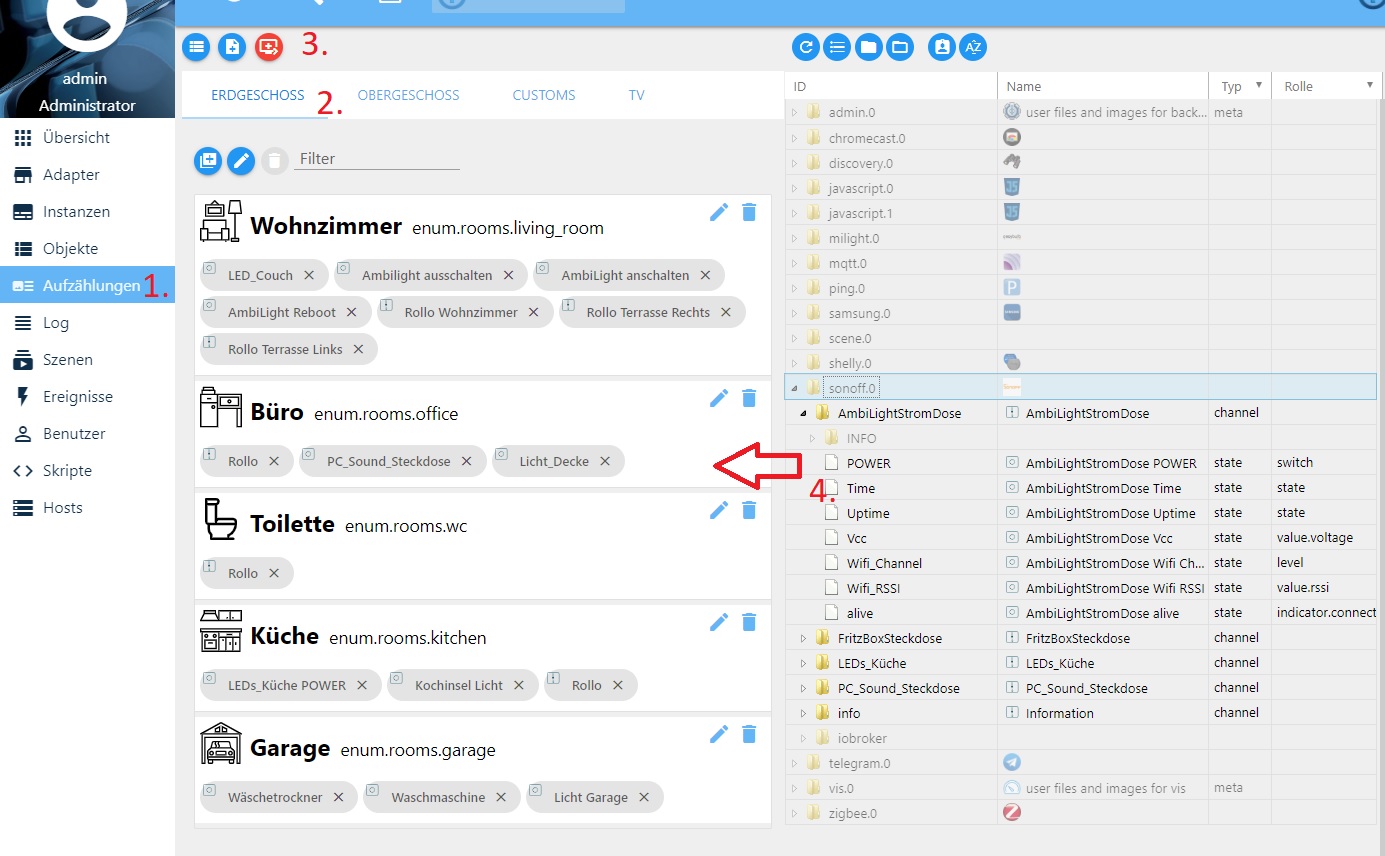 admin
Administrator
Übersicht
Adapter
Instanzen
Objekte
Aufzählungen 1.
Log
Szenen
Ereignisse
Benutzer
Skripte
Hosts
3.
ERDGESCHOSS 2. OBERGESCHOSS CUSTOMS TV
Filter
Wohnzimmer enum.rooms.living_room
LED_Couch Ambilight ausschalten AmbiLight anschalten
AmbiLight Reboot Rollo Wohnzimmer Rollo Terrasse Rechts
Rollo Terrasse Links
Büro enum.rooms.office
Rollo PC_Sound_Steckdose Licht_Decke
Toilette enum.rooms.wc
Rollo
Küche enum.rooms.kitchen
LEDs_Küche POWER Kochinsel Licht Rollo
Garage enum.rooms.garage
Wäschetrockner Waschmaschine Licht Garage
4.
ID Name Typ Rolle
admin.0 user files and images for back... meta
chromecast.0
discovery.0
javascript.0
javascript.1
milight.0
mqtt.0
ping.0
samsung.0
scene.0
shelly.0
sonoff.0
AmbiLightStromDose AmbiLightStromDose channel
INFO
POWER AmbiLightStromDose POWER state switch
Time AmbiLightStromDose Time state state
Uptime AmbiLightStromDose Uptime state state
Vcc AmbiLightStromDose Vcc state value.voltage
Wifi_Channel AmbiLightStromDose Wifi Ch... state level
Wifi_RSSI AmbiLightStromDose Wifi RSSI state value.rssi
alive AmbiLightStromDose alive state indicator.connect
FritzBoxSteckdose FritzBoxSteckdose channel
LEDs_Küche LEDs_Küche channel
PC_Sound_Steckdose PC_Sound_Steckdose channel
info Information channel
iobroker
telegram.0
vis.0 user files and images for vis meta
zigbee.0